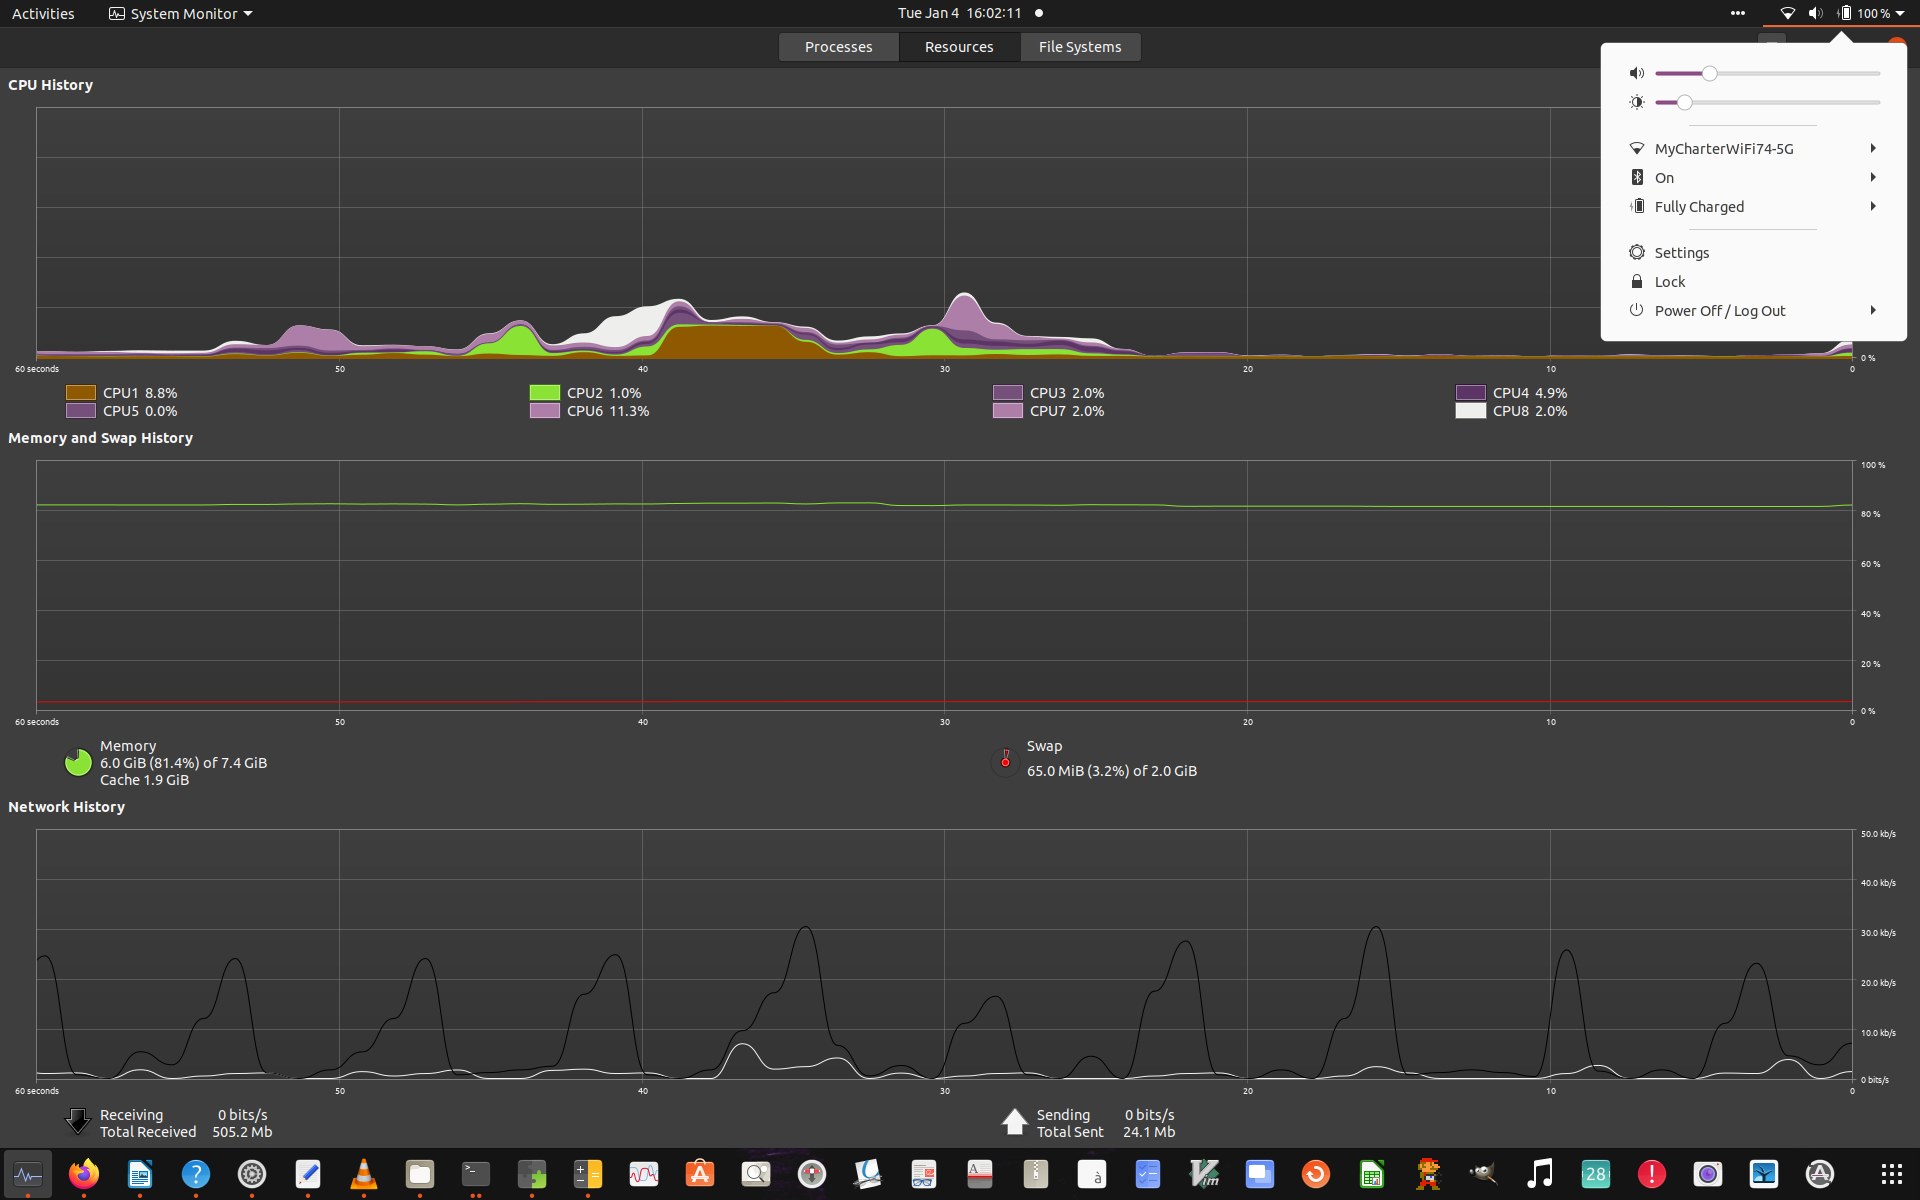 Activities
System Monitor
Tue Jan 4 16:02:11
100 %
Processes
Resources
File Systems
MyCharterWiFi74-5G
On
Fully Charged
Settings
Lock
Power Off / Log Out
CPU History
0 %
60 seconds 50 40 30 20 10 0
CPU1 8.8% CPU2 1.0% CPU3 2.0% CPU4 4.9%
CPU5 0.0% CPU6 11.3% CPU7 2.0% CPU8 2.0%
Memory and Swap History
100 %
80 %
60 %
40 %
20 %
0 %
60 seconds 50 40 30 20 10 0
Memory
6.0 GiB (81.4%) of 7.4 GiB
Cache 1.9 GiB
Swap
65.0 MiB (3.2%) of 2.0 GiB
Network History
50.0 kb/s
40.0 kb/s
30.0 kb/s
20.0 kb/s
10.0 kb/s
0 bits/s
60 seconds 50 40 30 20 10 0
Receiving 0 bits/s
Total Received 505.2 Mb
Sending 0 bits/s
Total Sent 24.1 Mb
28